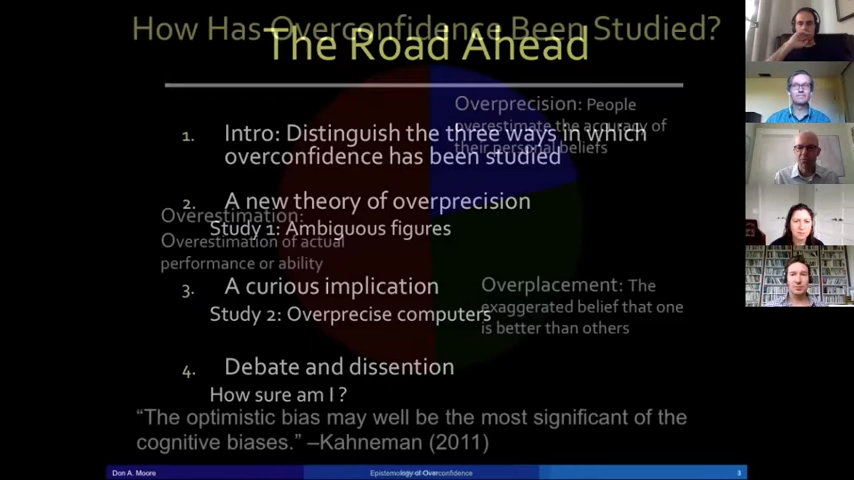 How Has Overconfidence Been Studied?
The Road Ahead
Overprecision: People
overestimate the accuracy of
their personal beliefs
1. Intro: Distinguish the three ways in which
overconfidence has been studied
2. A new theory of overprecision
Study 1: Ambiguous figures
Overestimation:
Overestimation of actual
performance or ability
3. A curious implication
Study 2: Overprecise computers
Overplacement: The
exaggerated belief that one
is better than others
4. Debate and dissention
How sure am I ?
“The optimistic bias may well be the most significant of the
cognitive biases.” –Kahneman (2011)
Don A. Moore
Epistemology of Overconfidence
3